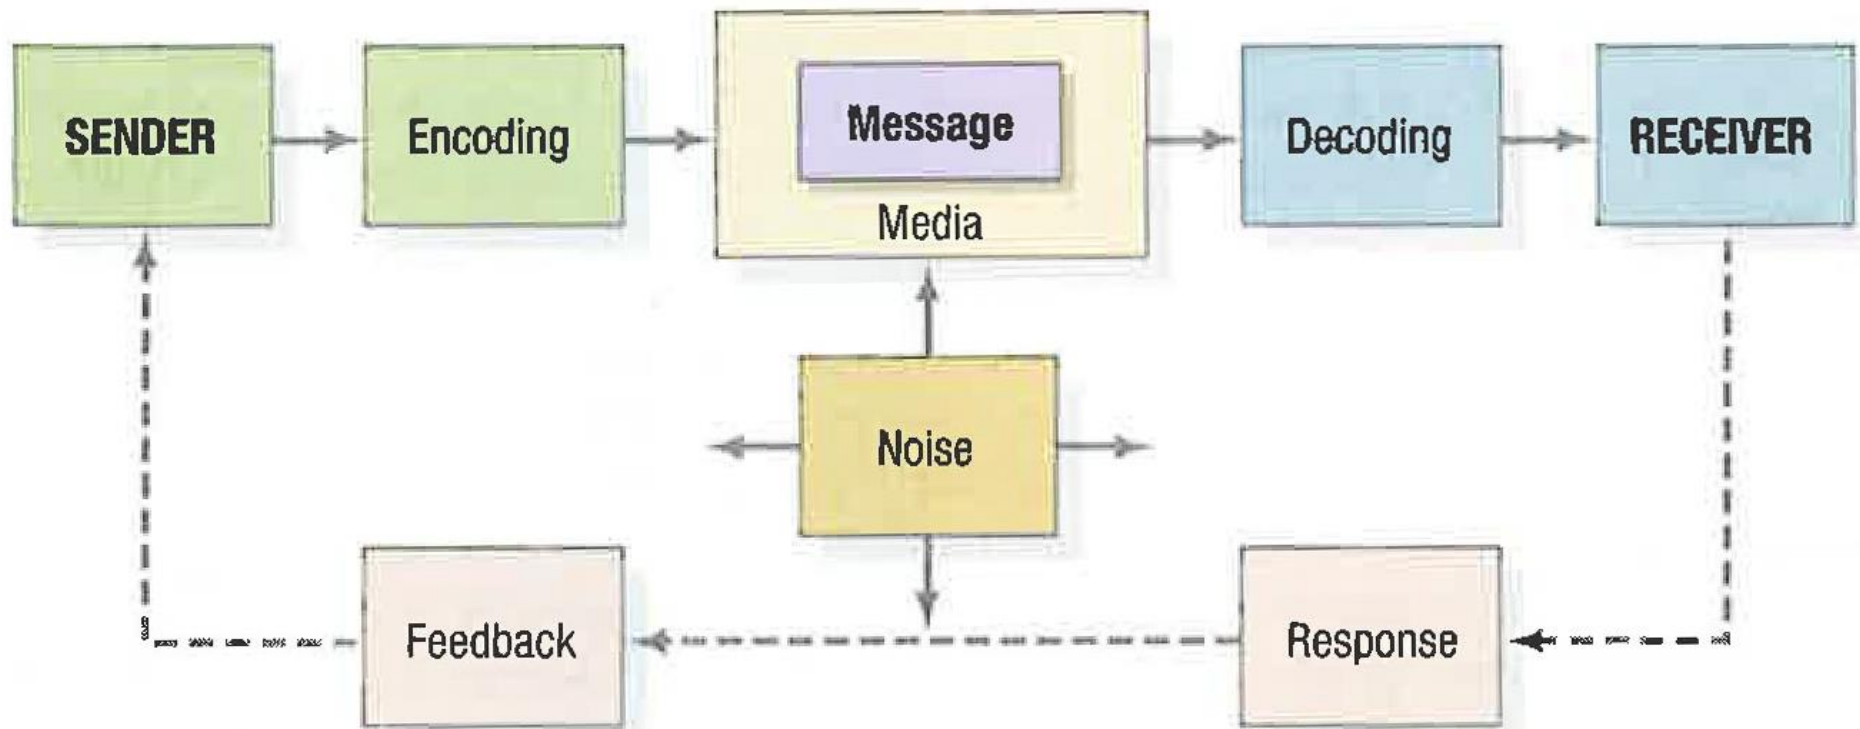 SENDER
Encoding
Message
Media
Decoding
RECEIVER
Noise
Feedback
Response